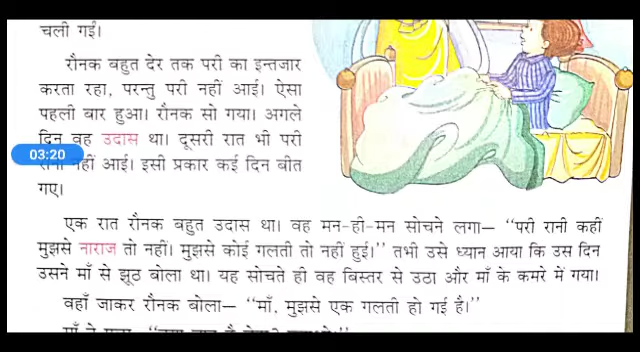 चली गई।
रौनक बहुत देर तक परी का इन्तजार
करता रहा, परन्तु परी नहीं आई। ऐसा
पहली बार हुआ। रौनक सो गया। अगले
दिन वह उदास था। दूसरी रात भी परी
03:20
नहीं आई। इसी प्रकार कई दिन बीत
गए।
एक रात रौनक बहुत उदास था। वह मन-ही-मन सोचने लगा— “परी रानी कहीं
मुझसे नाराज तो नहीं। मुझसे कोई गलती तो नहीं हुई।” तभी उसे ध्यान आया कि उस दिन
उसने माँ से झूठ बोला था। यह सोचते ही वह बिस्तर से उठा और माँ के कमरे में गया।
वहाँ जाकर रौनक बोला— “माँ, मुझसे एक गलती हो गई है।”